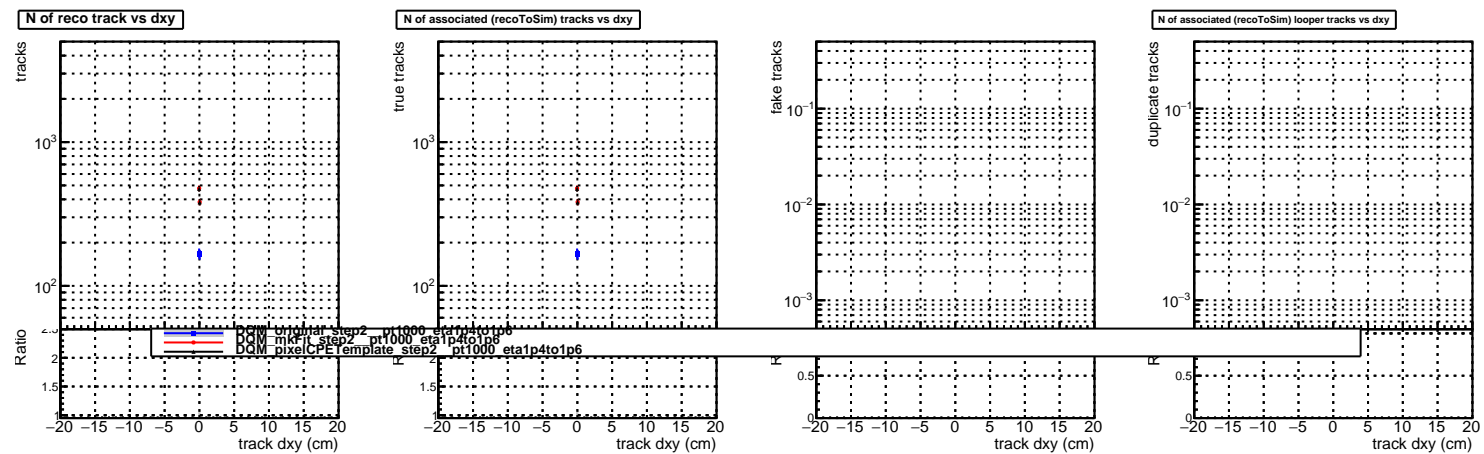 N of reco track vs dxy
tracks
10³
10²
Ratio
2
1.5
1
−20 −15 −10 −5 0 5 10 15 20
track dxy (cm)
N of associated (recoToSim) tracks vs dxy
true tracks
10³
10²
2
1.5
1
−20 −15 −10 −5 0 5 10 15 20
track dxy (cm)
fake tracks
10⁻¹
10⁻²
10⁻³
0.5
0
−20 −15 −10 −5 0 5 10 15 20
track dxy (cm)
N of associated (recoToSim) looper tracks vs dxy
duplicate tracks
10⁻¹
10⁻²
10⁻³
0.5
0
−20 −15 −10 −5 0 5 10 15 20
track dxy (cm)
DQM_original_step2__pt1000_eta1p4to1p6
DQM_mkFit_step2__pt1000_eta1p4to1p6
DQM_pixelCPETemplate_step2__pt1000_eta1p4to1p6